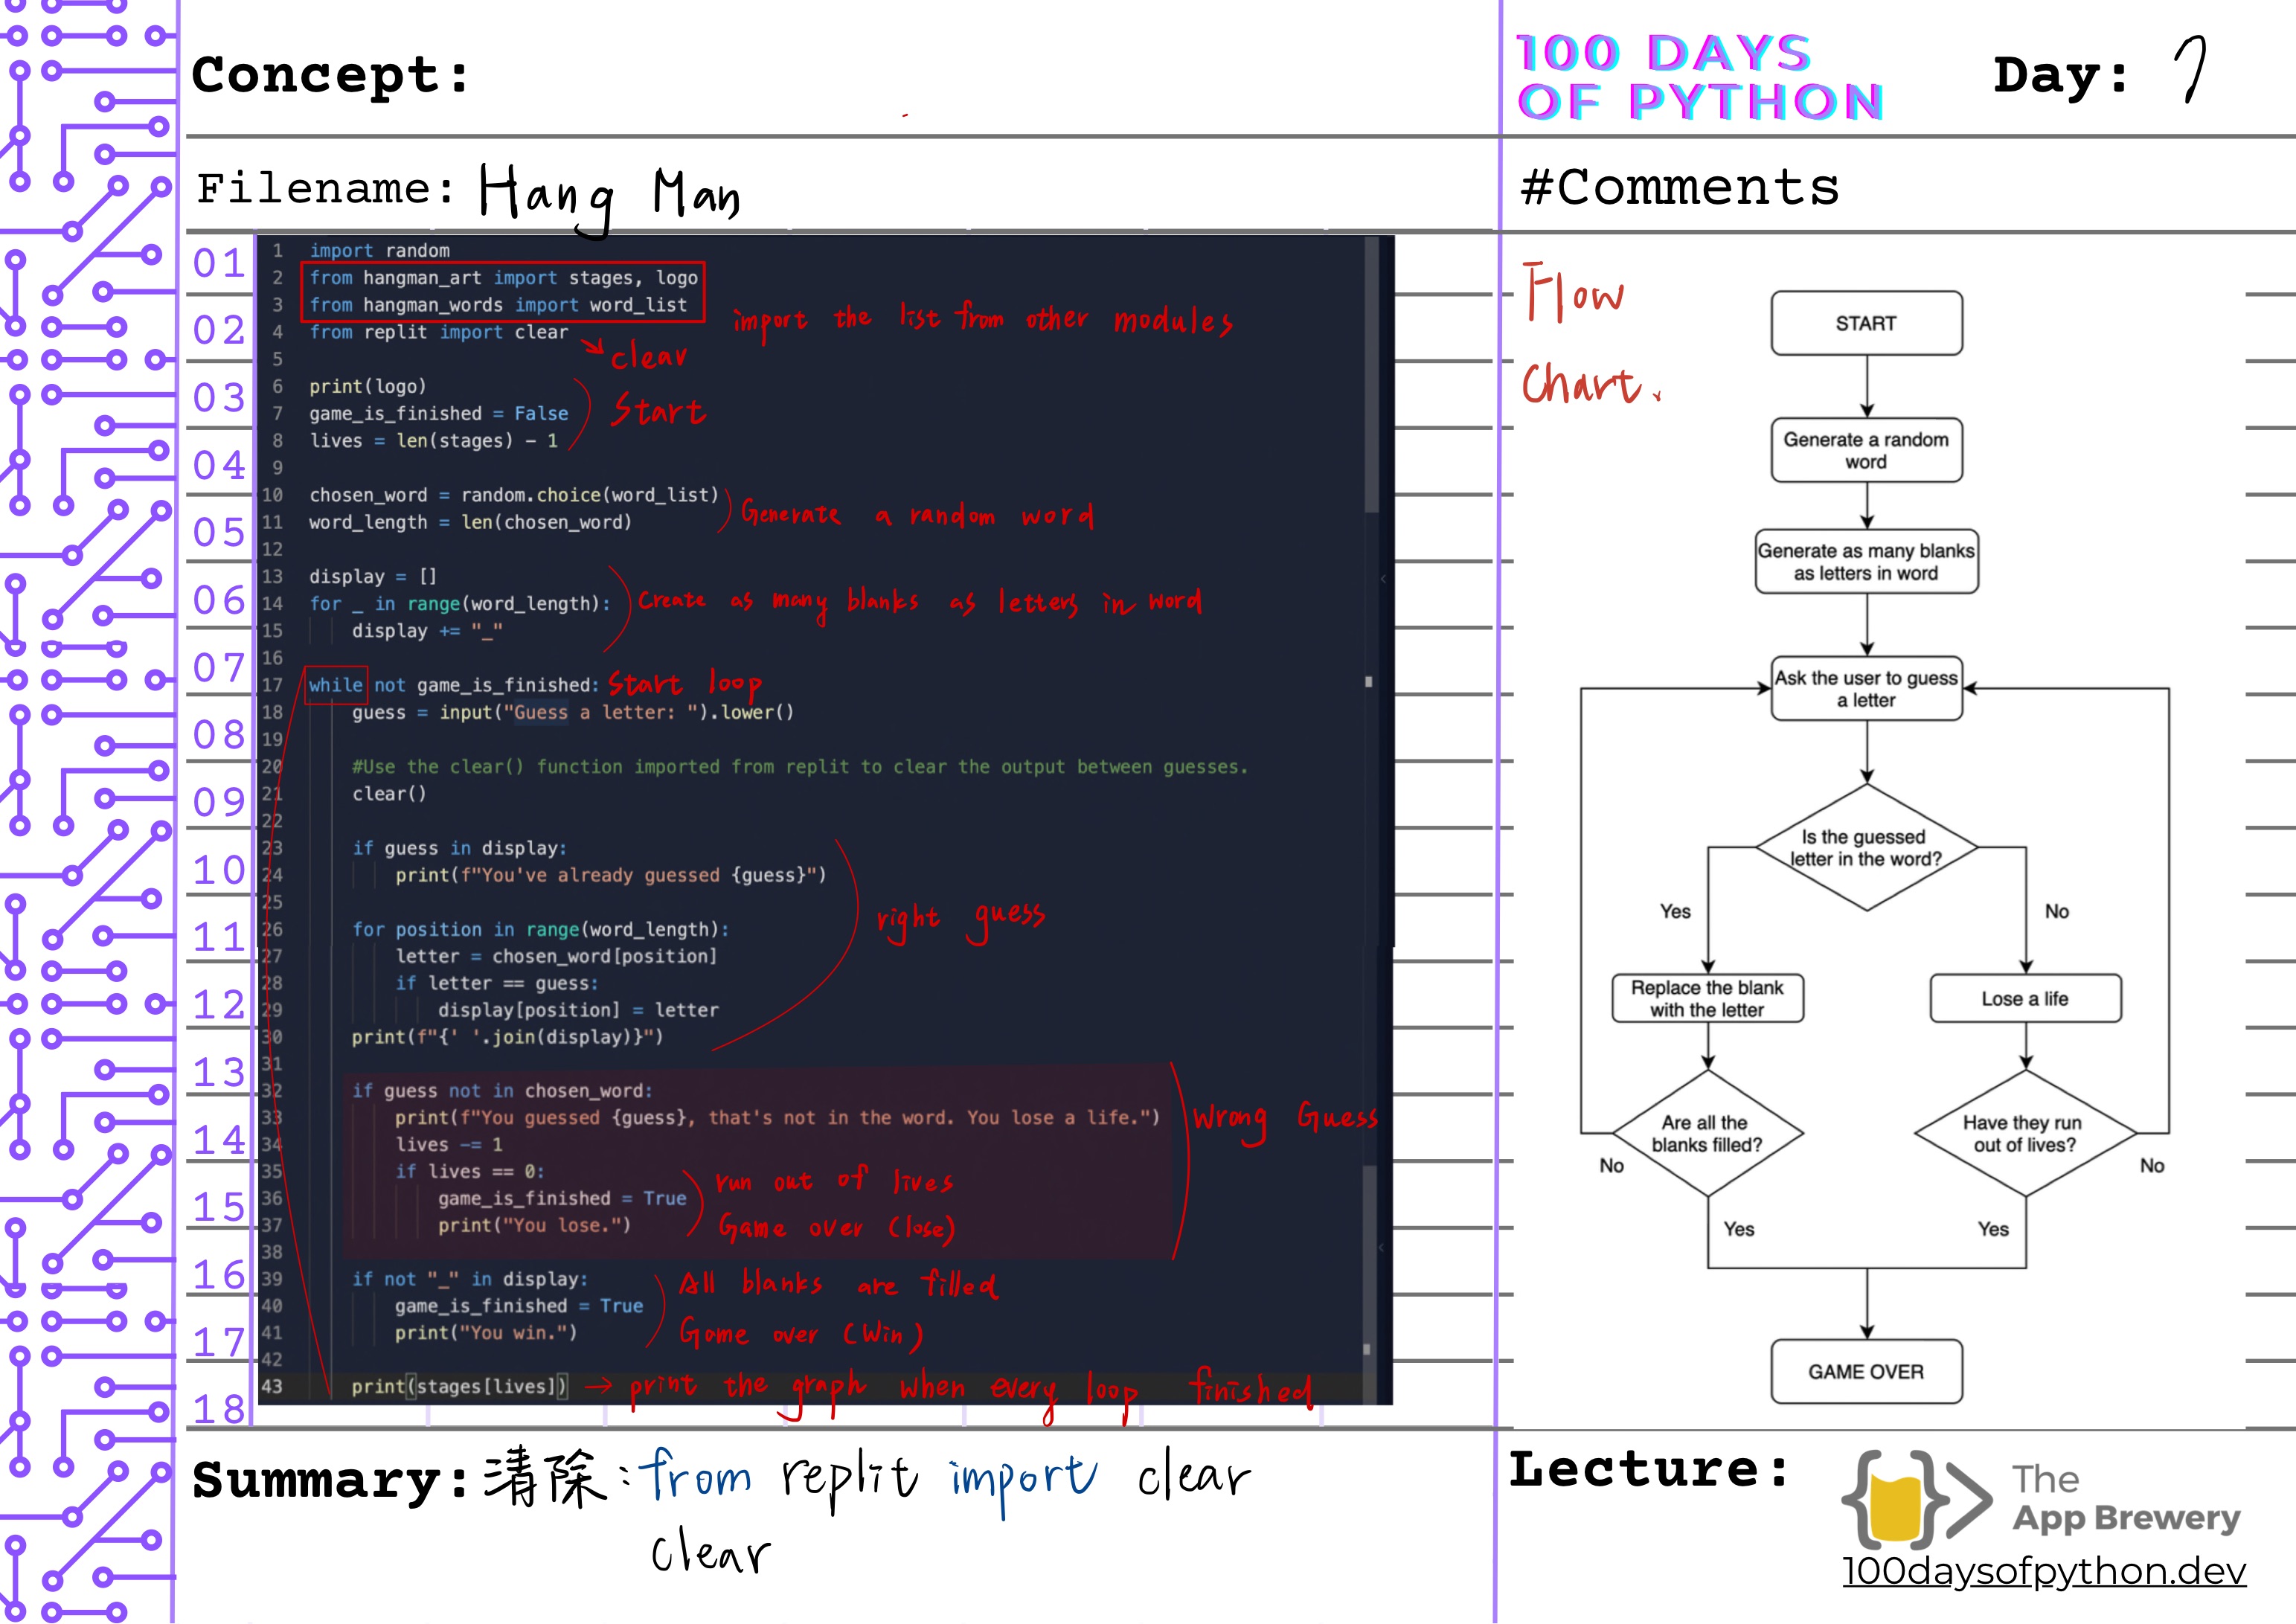 Concept:
100 DAYS
OF PYTHON
Day: 7
Filename: Hang Man
#Comments
01
02
03
04
05
06
07
08
09
10
11
12
13
14
15
16
17
18
1 import random
2 from hangman_art import stages, logo
3 from hangman_words import word_list
import the list from other modules
4 from replit import clear
clear
5
6 print(logo)
7 game_is_finished = False
Start
8 lives = len(stages) - 1
9
10 chosen_word = random.choice(word_list)
Generate a random word
11 word_length = len(chosen_word)
12
13 display = []
14 for _ in range(word_length):
Create as many blanks as letters in word
15 display += "_"
16
17 while not game_is_finished: Start loop
18 guess = input("Guess a letter: ").lower()
19
20 #Use the clear() function imported from replit to clear the output between guesses.
21 clear()
22
23 if guess in display:
24 print(f"You've already guessed {guess}")
25
right guess
26 for position in range(word_length):
27 letter = chosen_word[position]
28 if letter == guess:
29 display[position] = letter
30 print(f"{' '.join(display)}")
31
32 if guess not in chosen_word:
33 print(f"You guessed {guess}, that's not in the word. You lose a life.")
Wrong Guess
34 lives -= 1
35 if lives == 0:
run out of lives
36 game_is_finished = True
37 print("You lose.")
Game over (lose)
38
39 if not "_" in display:
All blanks are filled
40 game_is_finished = True
41 print("You win.")
Game over (Win)
42
43 print(stages[lives])
→ print the graph when every loop finished
Flow
Chart.
START
Generate a random
word
Generate as many blanks
as letters in word
Ask the user to guess
a letter
Is the guessed
letter in the word?
Yes
No
Replace the blank
with the letter
Lose a life
Are all the
blanks filled?
Have they run
out of lives?
No
No
Yes
Yes
GAME OVER
Summary: 清除:from replit import clear
clear
Lecture:
The
App Brewery
100daysofpython.dev